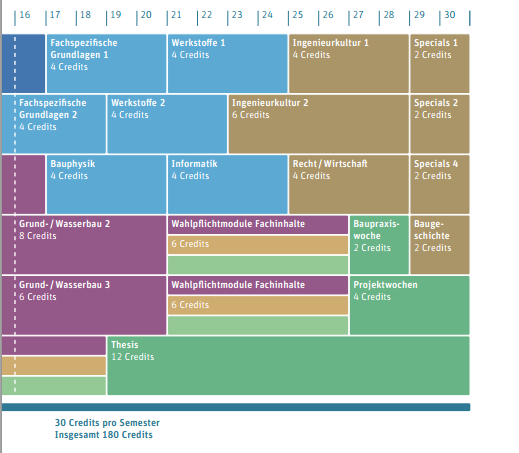 16 17 18 19 20 21 22 23 24 25 26 27 28 29 30
Fachspezifische
Grundlagen 1
4 Credits
Werkstoffe 1
4 Credits
Ingenieurkultur 1
4 Credits
Specials 1
2 Credits
Fachspezifische
Grundlagen 2
4 Credits
Werkstoffe 2
4 Credits
Ingenieurkultur 2
6 Credits
Specials 2
2 Credits
Bauphysik
4 Credits
Informatik
4 Credits
Recht/Wirtschaft
4 Credits
Specials 4
2 Credits
Grund-/Wasserbau 2
8 Credits
Wahlpflichtmodule Fachinhalte
6 Credits
Baupraxis-
woche
2 Credits
Bauge-
schichte
2 Credits
Grund-/Wasserbau 3
6 Credits
Wahlpflichtmodule Fachinhalte
6 Credits
Projektwochen
4 Credits
Thesis
12 Credits
30 Credits pro Semester
Insgesamt 180 Credits